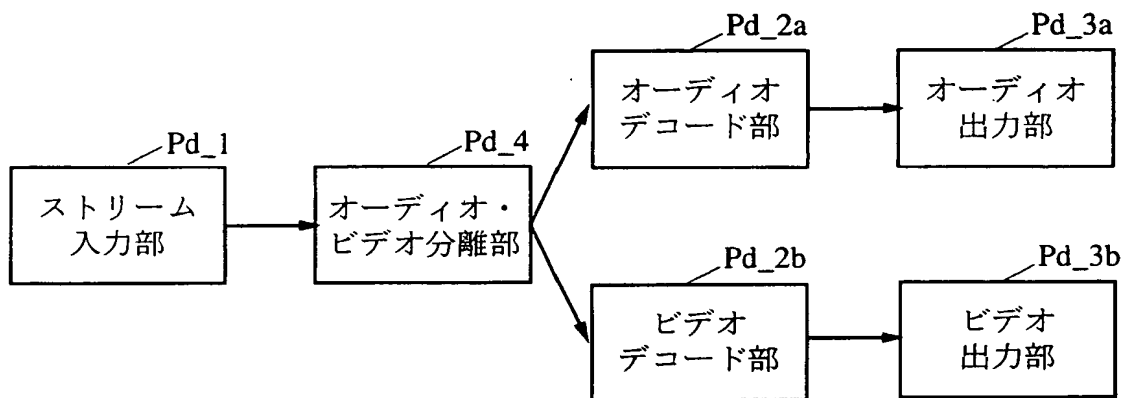 Pd_1
ストリーム
入力部
Pd_4
オーディオ・
ビデオ分離部
Pd_2a
オーディオ
デコード部
Pd_3a
オーディオ
出力部
Pd_2b
ビデオ
デコード部
Pd_3b
ビデオ
出力部